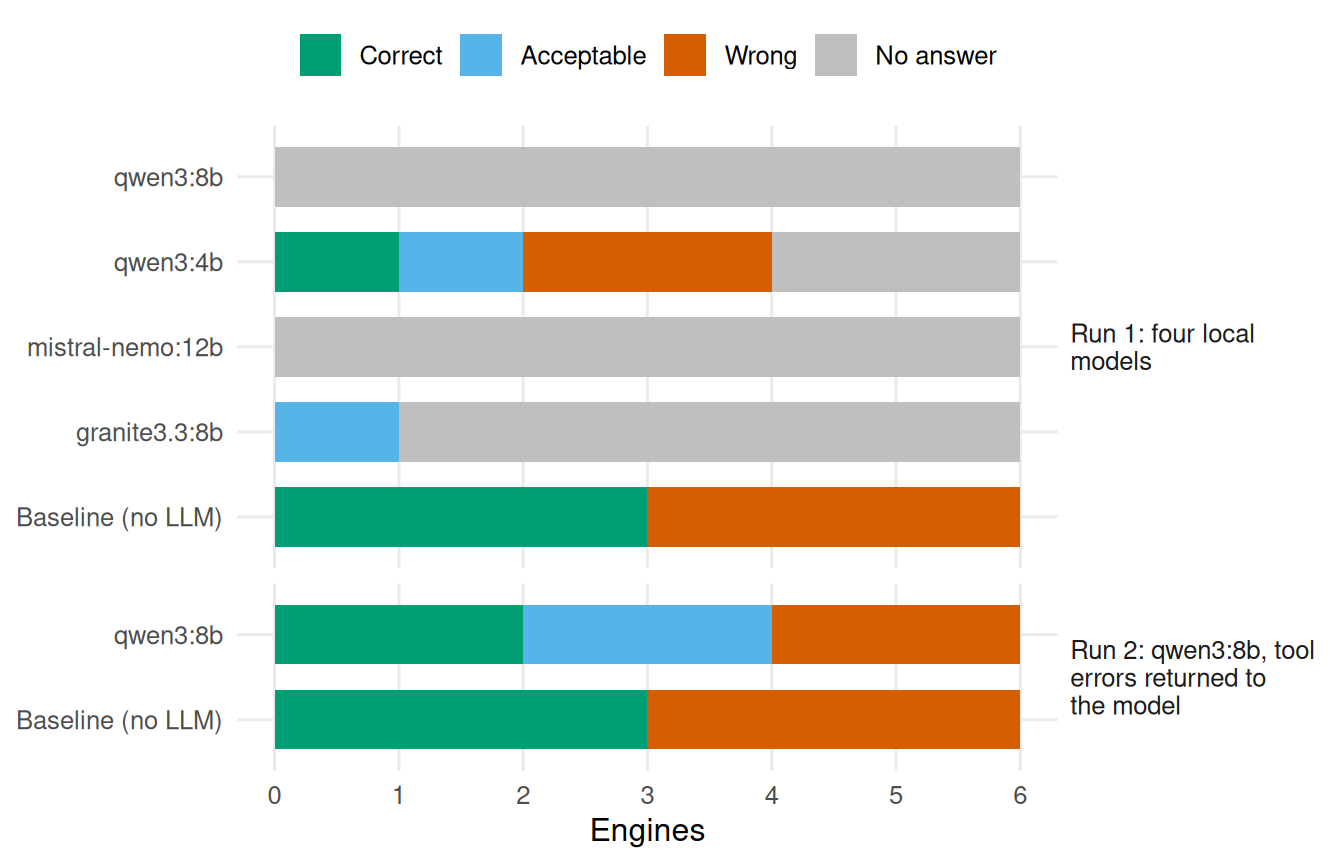 Correct Acceptable Wrong No answer
qwen3:8b
qwen3:4b
mistral-nemo:12b
granite3.3:8b
Baseline (no LLM)
Run 1: four local
models
qwen3:8b
Baseline (no LLM)
Run 2: qwen3:8b, tool
errors returned to
the model
0 1 2 3 4 5 6
Engines